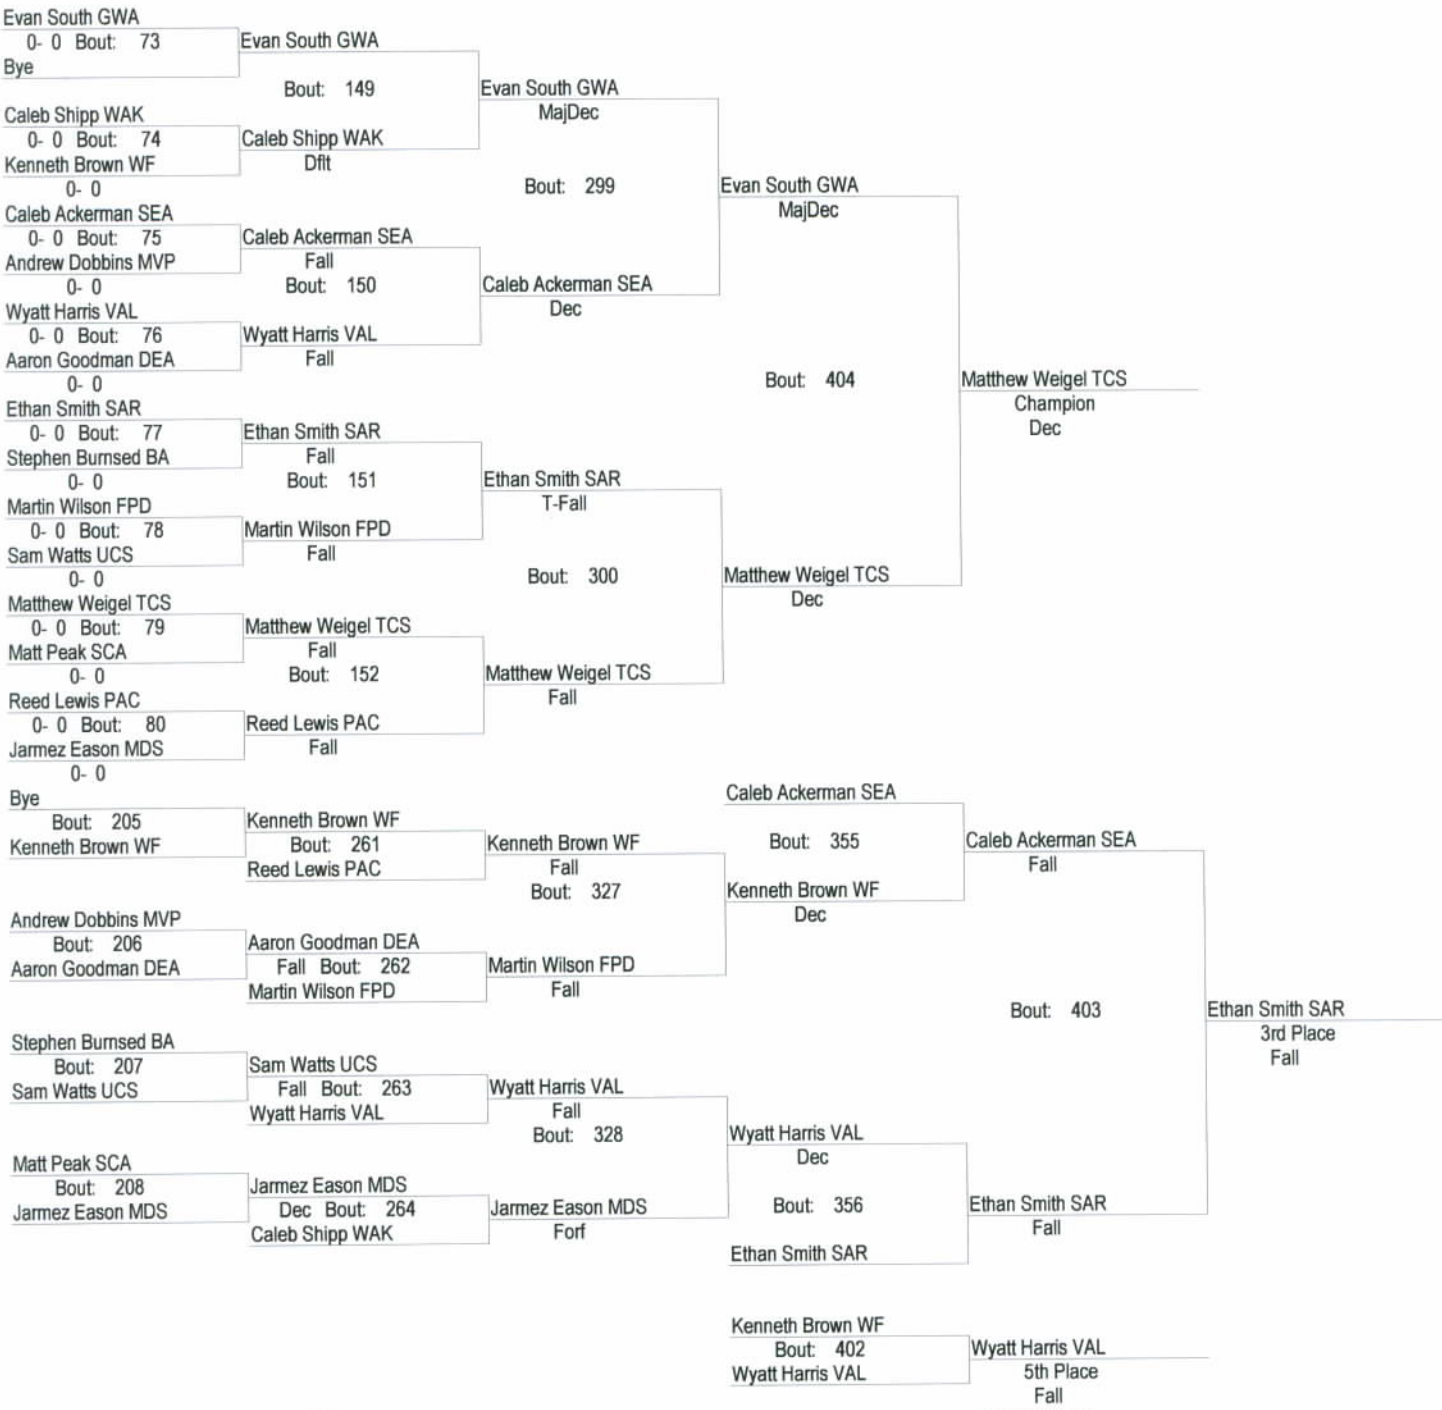 Evan South GWA
0- 0 Bout: 73
Bye
Caleb Shipp WAK
0- 0 Bout: 74
Kenneth Brown WF
0- 0
Caleb Ackerman SEA
0- 0 Bout: 75
Andrew Dobbins MVP
0- 0
Wyatt Harris VAL
0- 0 Bout: 76
Aaron Goodman DEA
0- 0
Ethan Smith SAR
0- 0 Bout: 77
Stephen Burnsed BA
0- 0
Martin Wilson FPD
0- 0 Bout: 78
Sam Watts UCS
0- 0
Matthew Weigel TCS
0- 0 Bout: 79
Matt Peak SCA
0- 0
Reed Lewis PAC
0- 0 Bout: 80
Jarmez Eason MDS
0- 0
Evan South GWA
Bout: 149
Caleb Shipp WAK
Dflt
Caleb Ackerman SEA
Fall
Bout: 150
Wyatt Harris VAL
Fall
Ethan Smith SAR
Fall
Bout: 151
Martin Wilson FPD
Fall
Matthew Weigel TCS
Fall
Bout: 152
Reed Lewis PAC
Fall
Evan South GWA
MajDec
Bout: 299
Caleb Ackerman SEA
Dec
Ethan Smith SAR
T-Fall
Bout: 300
Matthew Weigel TCS
Fall
Evan South GWA
MajDec
Bout: 404
Matthew Weigel TCS
Dec
Matthew Weigel TCS
Champion
Dec
Bye
Bout: 205
Kenneth Brown WF
Andrew Dobbins MVP
Bout: 206
Aaron Goodman DEA
Stephen Burnsed BA
Bout: 207
Sam Watts UCS
Matt Peak SCA
Bout: 208
Jarmez Eason MDS
Kenneth Brown WF
Bout: 261
Reed Lewis PAC
Aaron Goodman DEA
Fall Bout: 262
Martin Wilson FPD
Sam Watts UCS
Fall Bout: 263
Wyatt Harris VAL
Jarmez Eason MDS
Dec Bout: 264
Caleb Shipp WAK
Kenneth Brown WF
Fall
Bout: 327
Martin Wilson FPD
Fall
Wyatt Harris VAL
Fall
Bout: 328
Jarmez Eason MDS
Forf
Caleb Ackerman SEA
Bout: 355
Kenneth Brown WF
Dec
Wyatt Harris VAL
Dec
Bout: 356
Ethan Smith SAR
Caleb Ackerman SEA
Fall
Bout: 403
Ethan Smith SAR
Fall
Ethan Smith SAR
3rd Place
Fall
Kenneth Brown WF
Bout: 402
Wyatt Harris VAL
Wyatt Harris VAL
5th Place
Fall